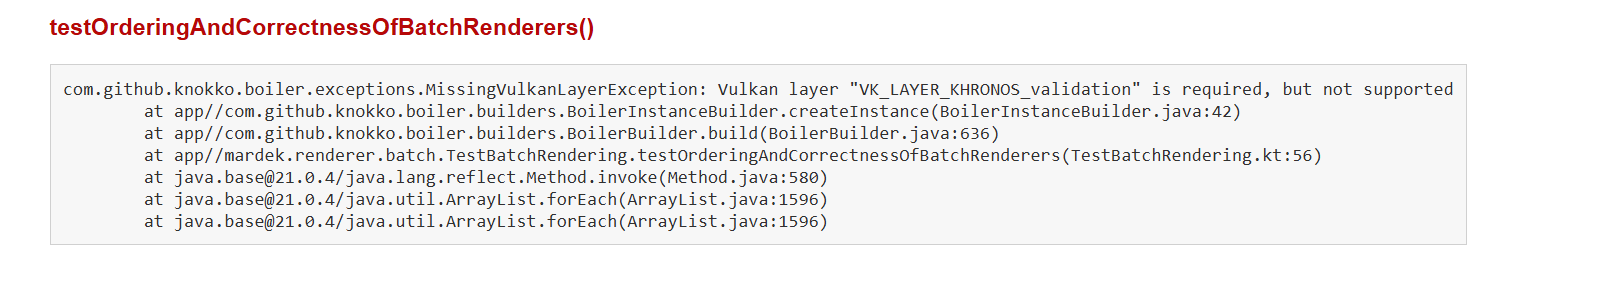 testOrderingAndCorrectnessOfBatchRenderers()
com.github.knokko.boiler.exceptions.MissingVulkanLayerException: Vulkan layer "VK_LAYER_KHRONOS_validation" is required, but not supported
at app//com.github.knokko.boiler.builders.BoilerInstanceBuilder.createInstance(BoilerInstanceBuilder.java:42)
at app//com.github.knokko.boiler.builders.BoilerBuilder.build(BoilerBuilder.java:636)
at app//mardek.renderer.batch.TestBatchRendering.testOrderingAndCorrectnessOfBatchRenderers(TestBatchRendering.kt:56)
at java.base@21.0.4/java.lang.reflect.Method.invoke(Method.java:580)
at java.base@21.0.4/java.util.ArrayList.forEach(ArrayList.java:1596)
at java.base@21.0.4/java.util.ArrayList.forEach(ArrayList.java:1596)